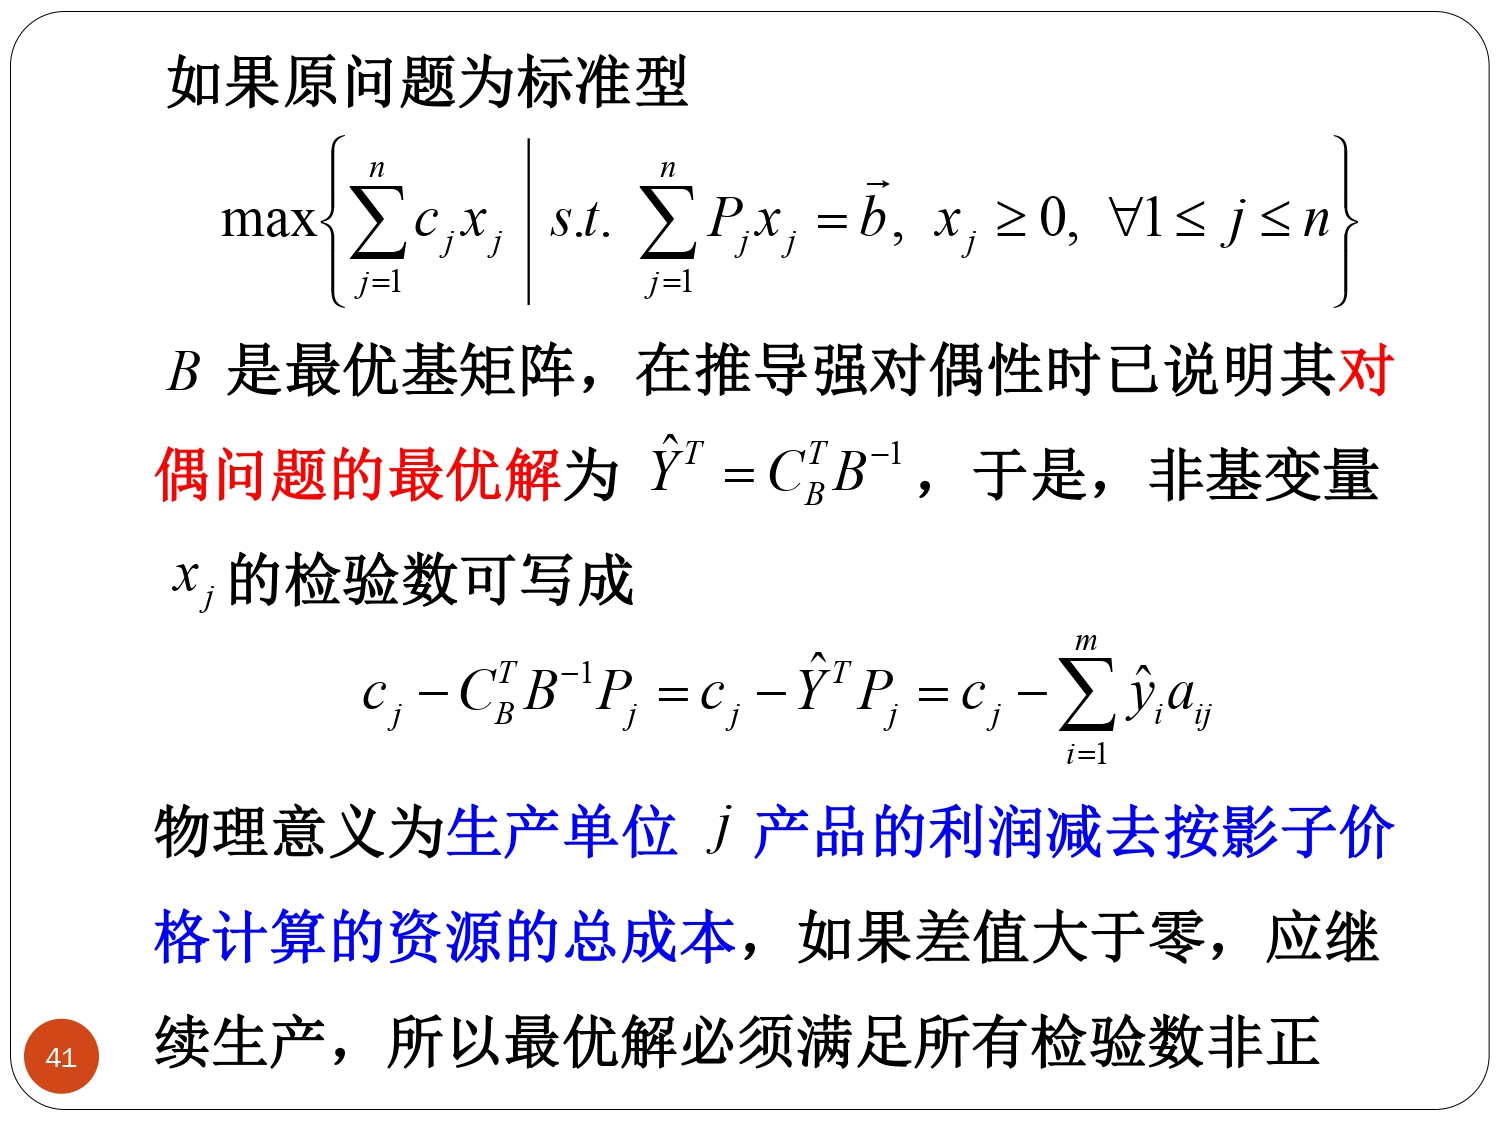 如果原问题为标准型
max{ \sum_{j=1}^{n} c_j x_j | s.t. \sum_{j=1}^{n} P_j x_j = \vec{b}, x_j ≥ 0, ∀1 ≤ j ≤ n }
B 是最优基矩阵，在推导强对偶性时已说明其对
偶问题的最优解为 \hat{Y}^T = C_B^T B^{-1}，于是，非基变量
x_j 的检验数可写成
c_j - C_B^T B^{-1} P_j = c_j - \hat{Y}^T P_j = c_j - \sum_{i=1}^{m} \hat{y}_i a_{ij}
物理意义为生产单位 j 产品的利润减去按影子价
格计算的资源的总成本，如果差值大于零，应继
续生产，所以最优解必须满足所有检验数非正
41